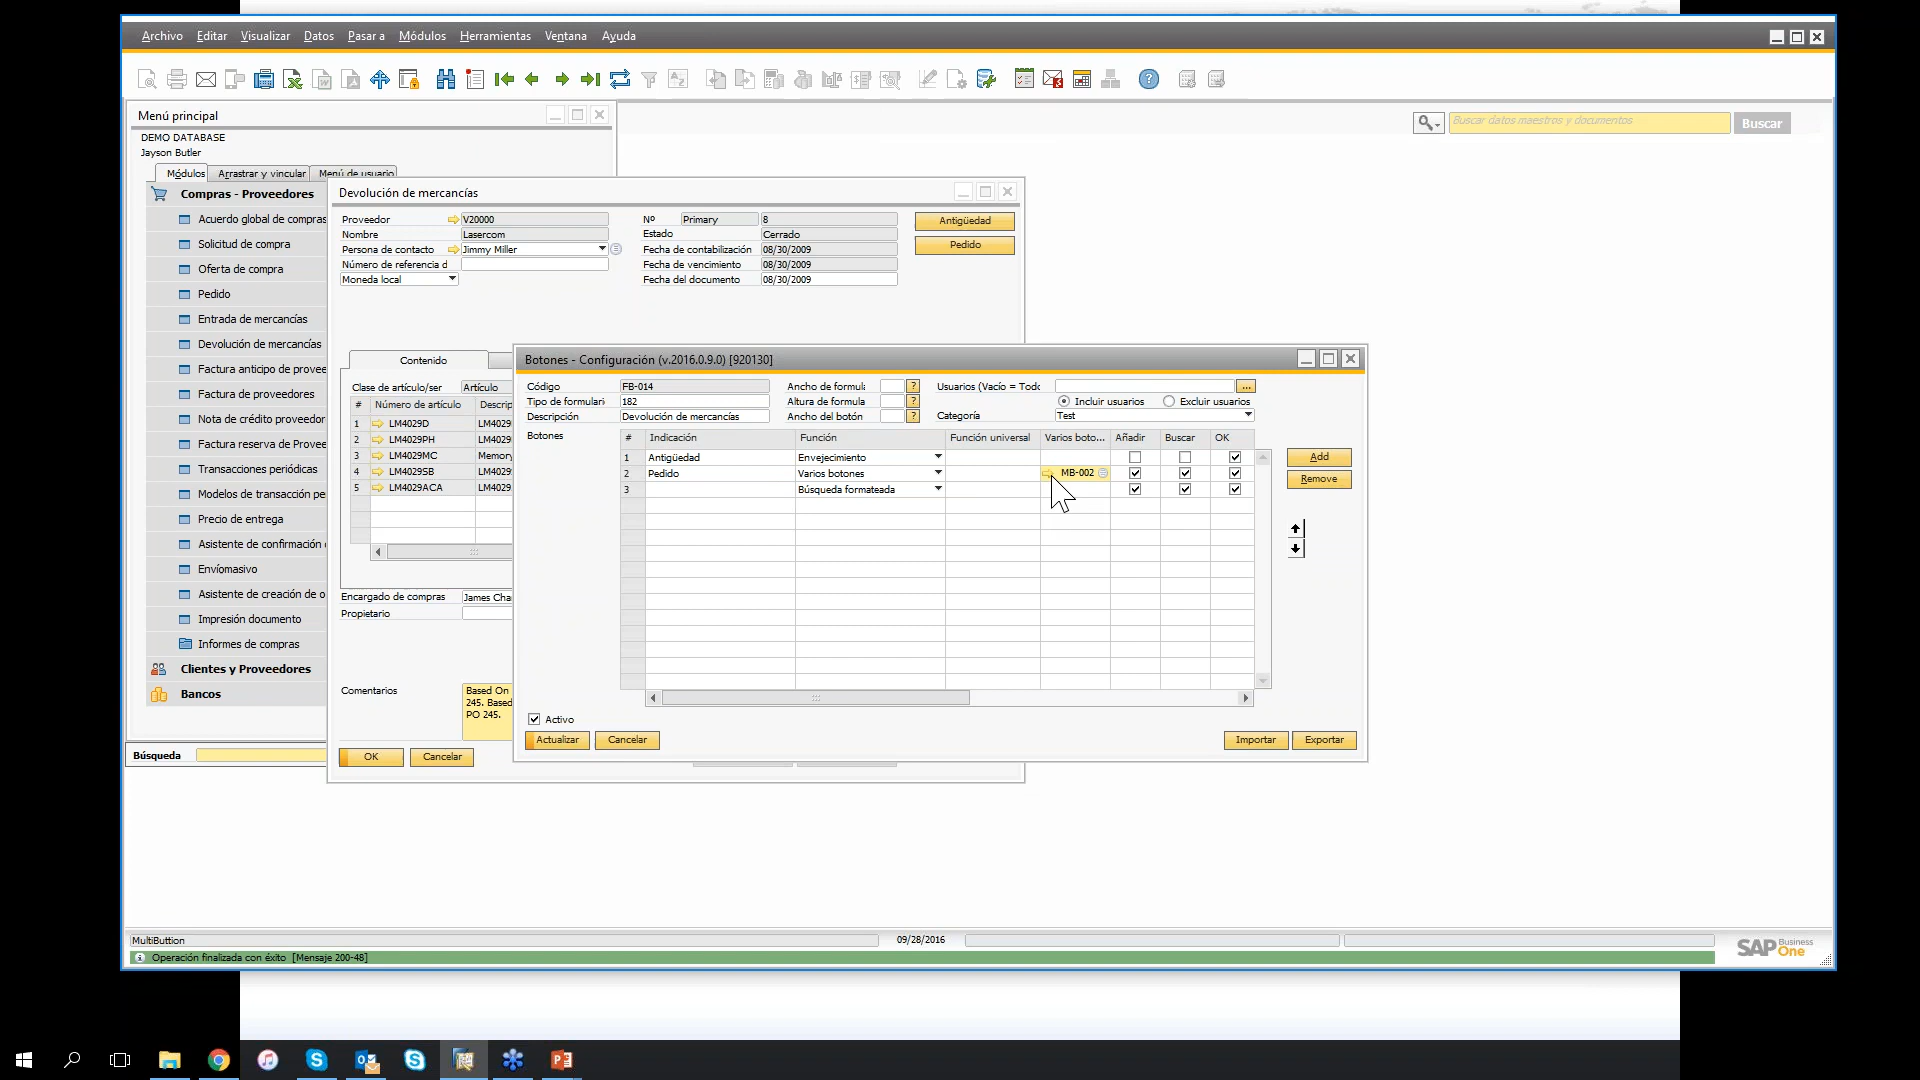 Archivo Editar Visualizar Datos Pasar a Módulos Herramientas Ventana Ayuda
Menú principal
DEMO DATABASE
Jayson Butler
Módulos Arrastrar y vincular Menú de usuario
Buscar datos maestros y documentos Buscar
Compras - Proveedores
Acuerdo global de compras
Solicitud de compra
Oferta de compra
Pedido
Entrada de mercancías
Devolución de mercancías
Factura anticipo de provee
Factura de proveedores
Nota de crédito proveedor
Factura reserva de Provee
Transacciones periódicas
Modelos de transacción pe
Precio de entrega
Asistente de confirmación
Envíomasivo
Asistente de creación de o
Impresión documento
Informes de compras
Clientes y Proveedores
Bancos
Búsqueda
Devolución de mercancías
Proveedor V20000 Nº Primary 8 Antigüedad
Nombre Lasercom Estado Cerrado
Persona de contacto Jimmy Miller Fecha de contabilización 08/30/2009 Pedido
Número de referencia d Fecha de vencimiento 08/30/2009
Moneda local Fecha del documento 08/30/2009
Contenido
Clase de artículo/ser Artículo
# Número de artículo Descrip
1 LM4029D LM4029
2 LM4029PH LM4029
3 LM4029MC Memory
4 LM4029SB LM4029
5 LM4029ACA LM4029
Encargado de compras James Cha
Propietario
Comentarios Based On
245. Based
PO 245.
OK Cancelar
Botones - Configuración (v.2016.0.9.0) [920130]
Código FB-014 Ancho de formula ? Usuarios (Vacío = Todo ...
Tipo de formulari 182 Altura de formula ? Incluir usuarios Excluir usuarios
Descripción Devolución de mercancías Ancho del botón ? Categoría Test
Botones # Indicación Función Función universal Varios boto... Añadir Buscar OK
1 Antigüedad Envejecimiento
2 Pedido Varios botones MB-002
3 Búsqueda formateada
Add
Remove
Activo
Actualizar Cancelar Importar Exportar
MultiButtion 09/28/2016
Operación finalizada con éxito [Mensaje 200-48]
SAP Business One